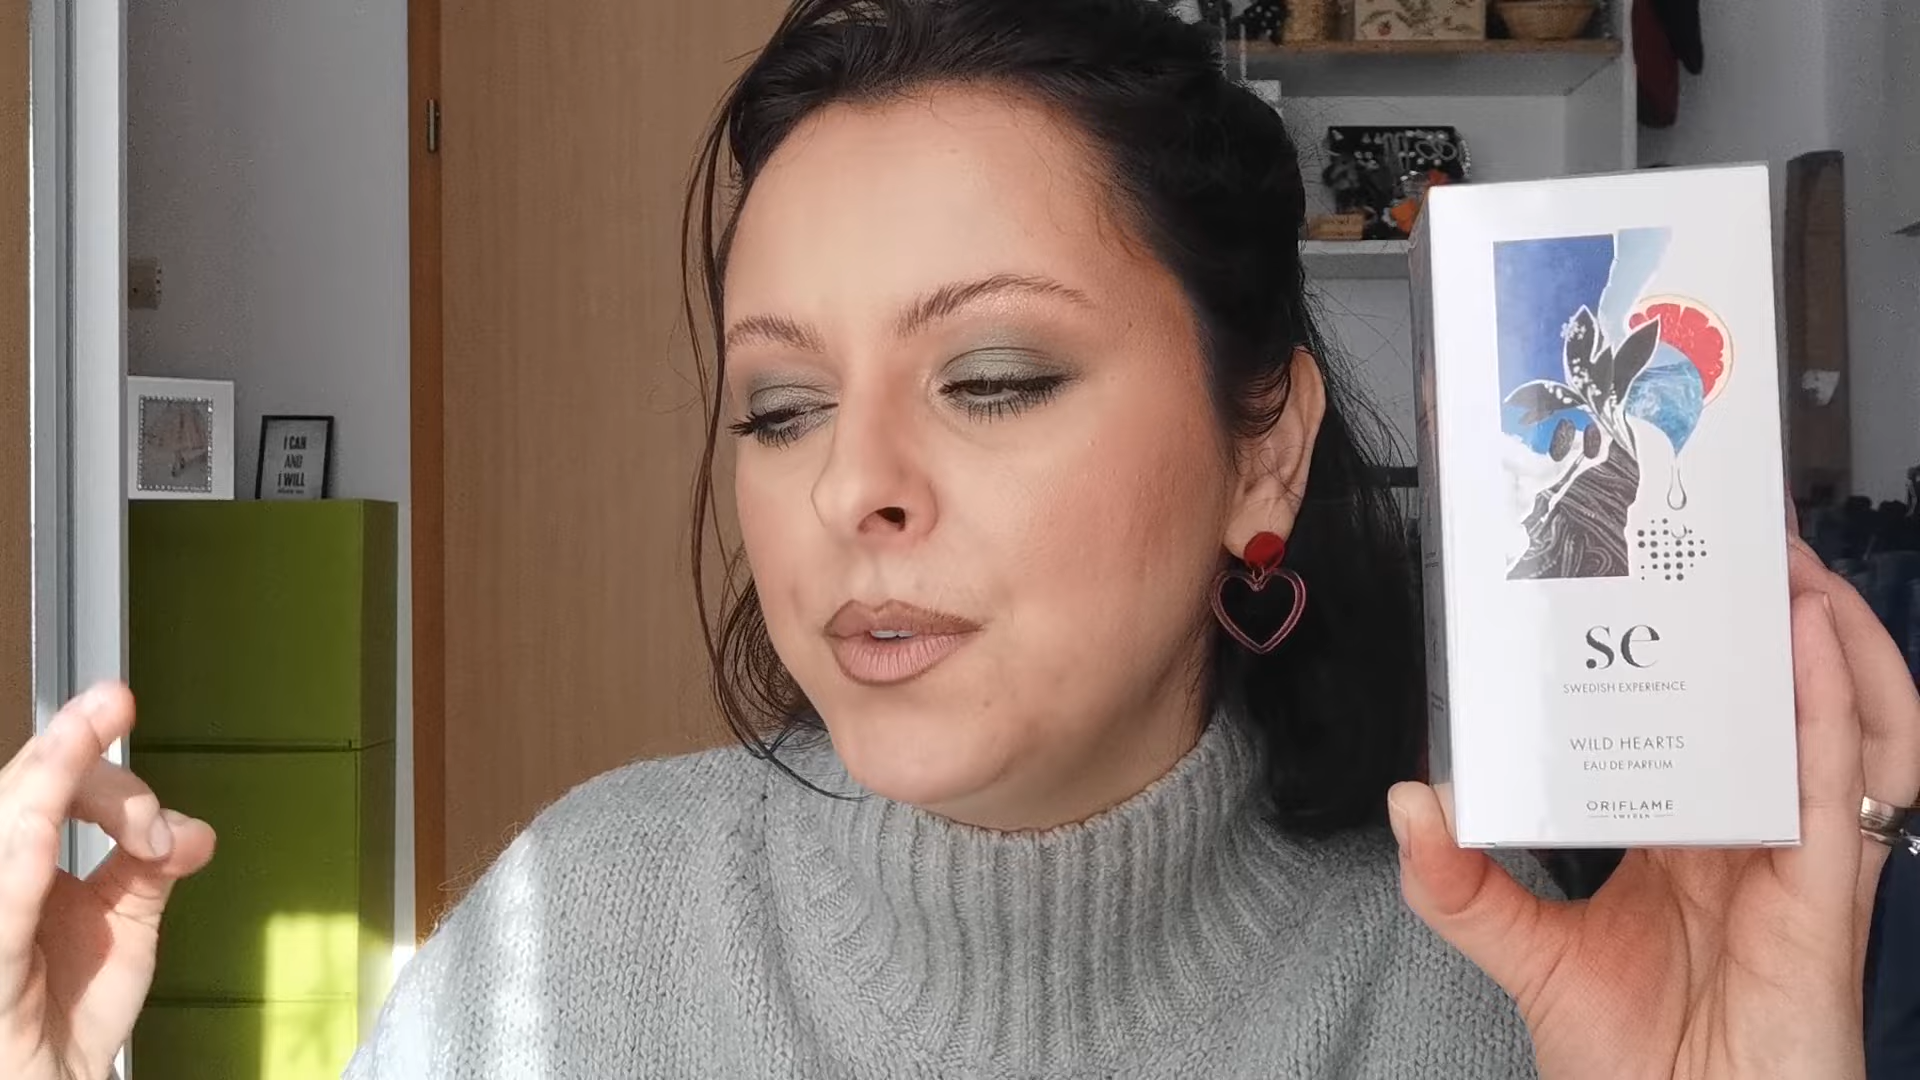 I CAN
AND
I WILL
se
SWEDISH EXPERIENCE
WILD HEARTS
EAU DE PARFUM
ORIFLAME
SWEDEN